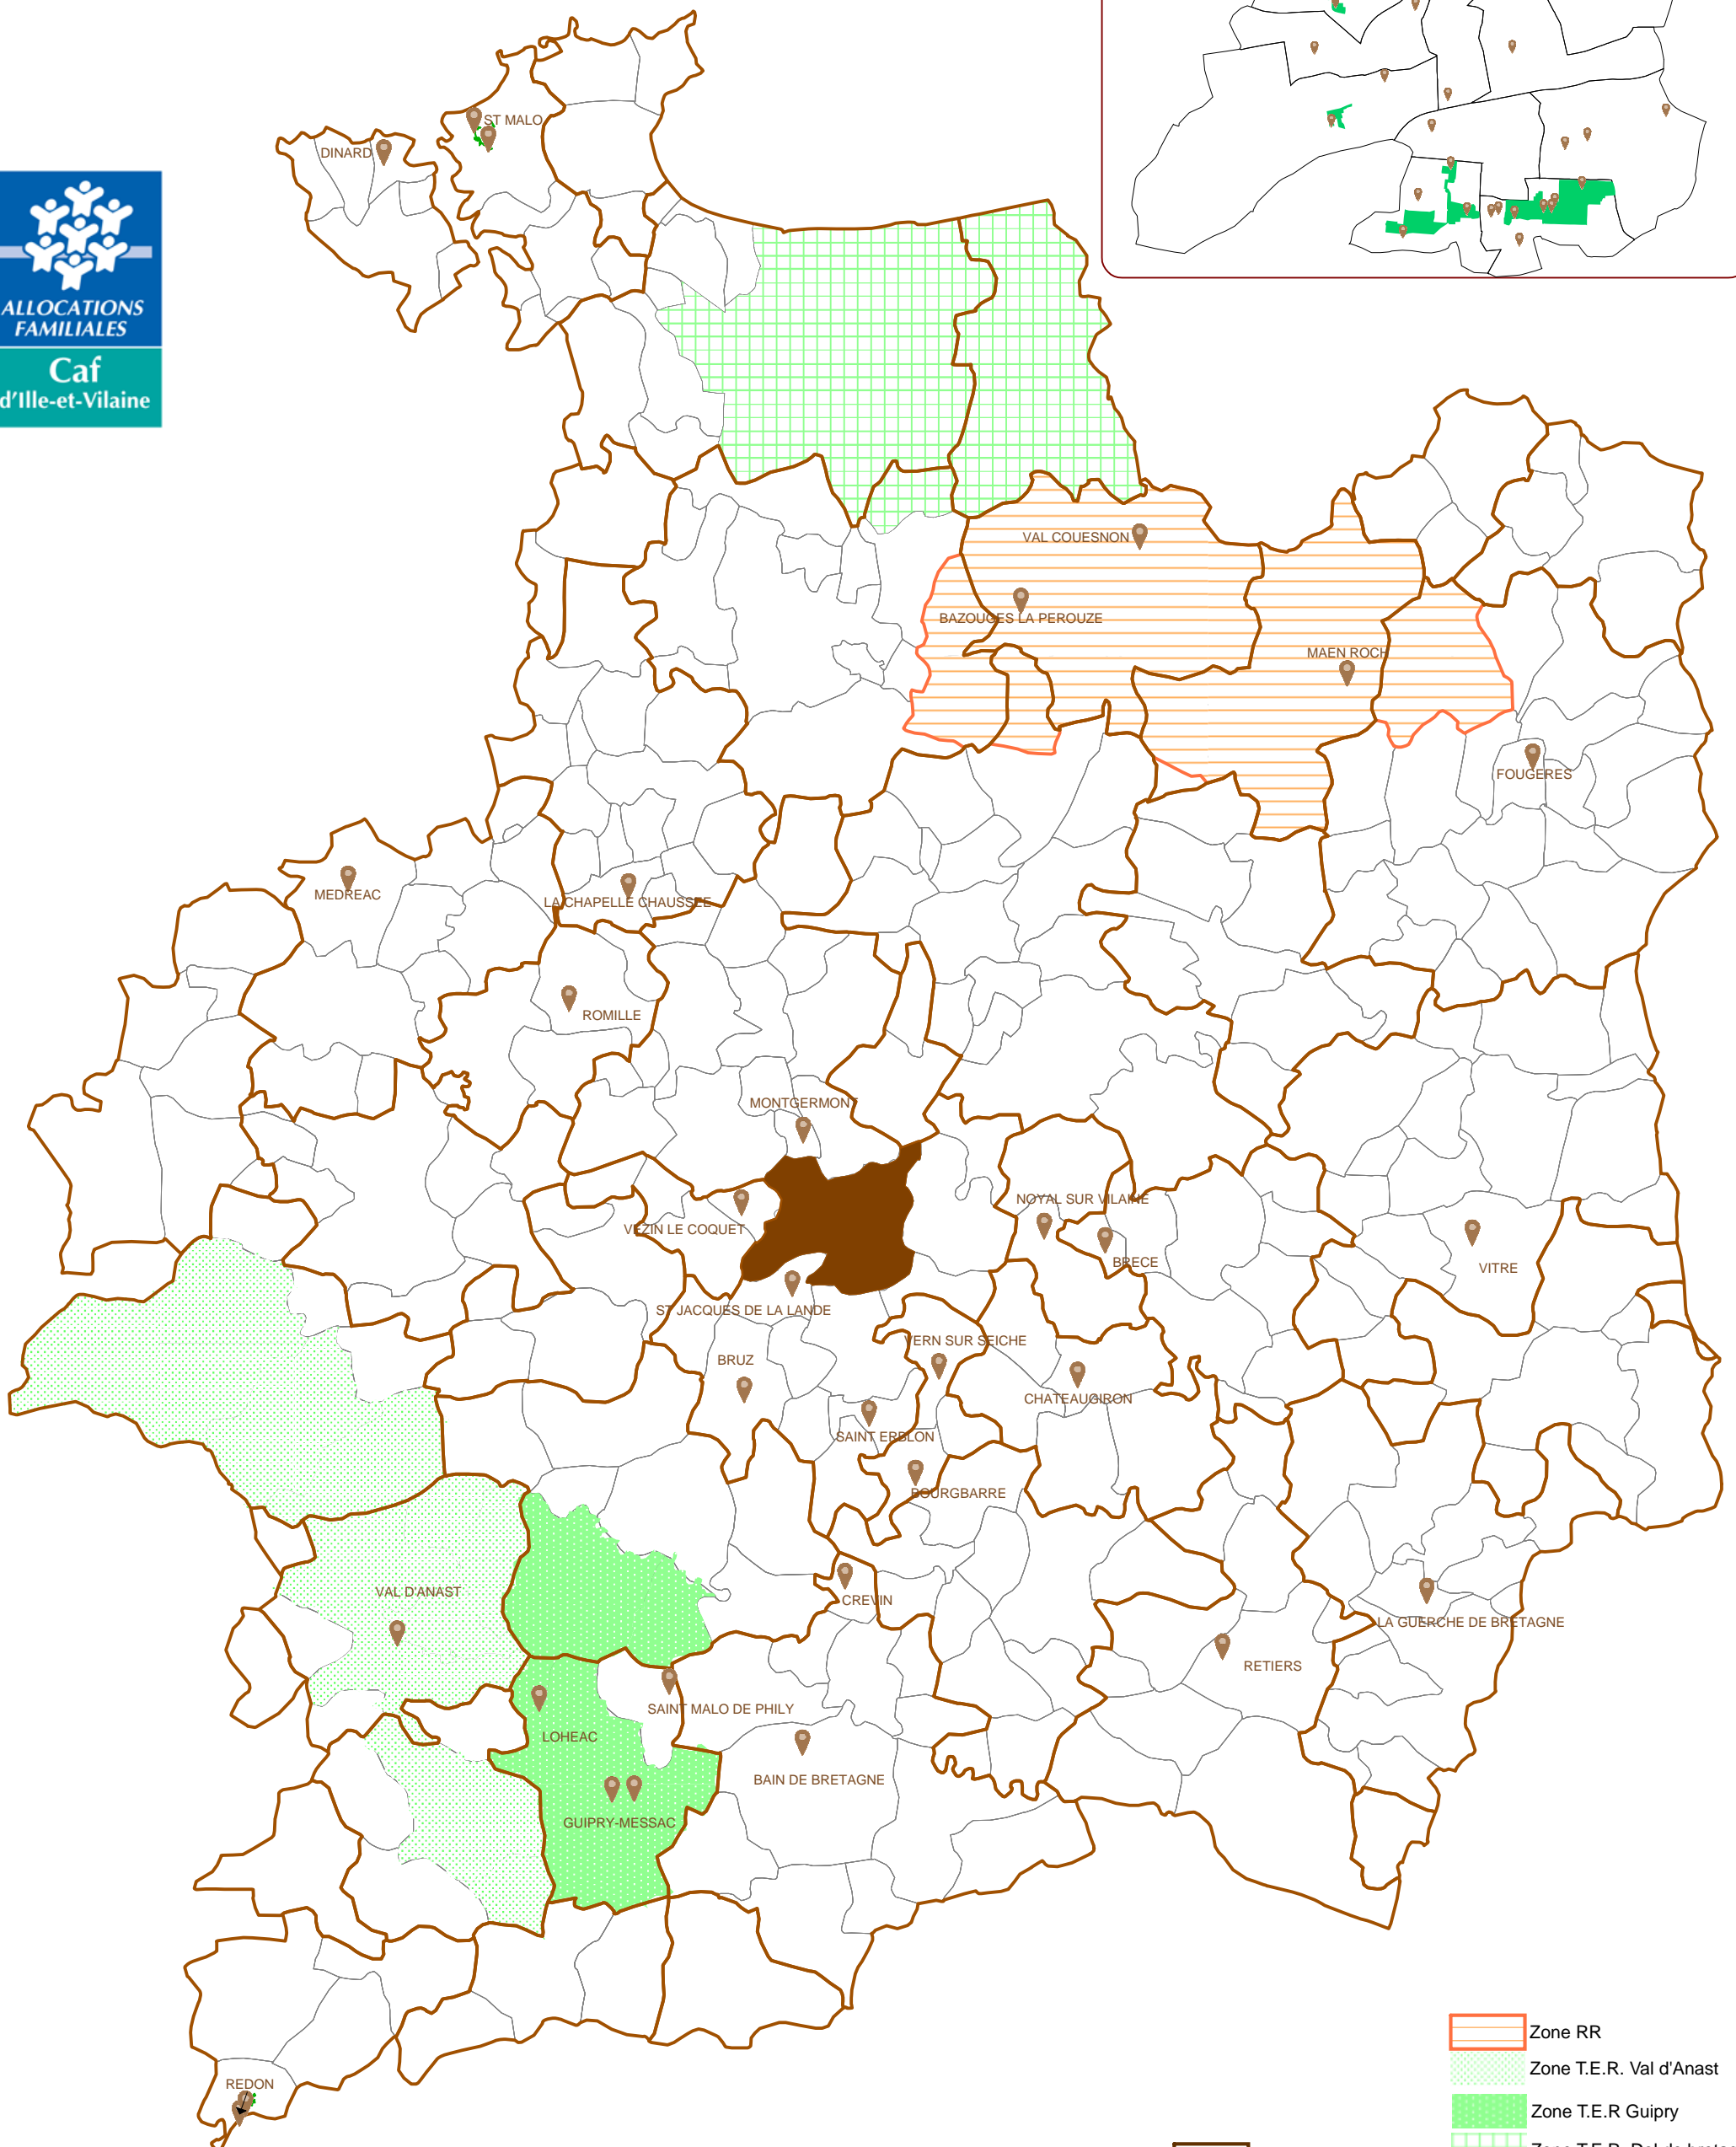 ST MALO
DINARD
ALLOCATIONS
FAMILIALES
Caf
d'Ille-et-Vilaine
VAL COUESNON
BAZOUGES LA PEROUZE
MAEN ROCH
FOUGERES
MEDREAC
LA CHAPELLE CHAUSSEE
ROMILLE
MONTGERMONT
NOYAL SUR VILAINE
VEZIN LE COQUET
BRECE
VITRE
ST JACQUES DE LA LANDE
VERN SUR SEICHE
BRUZ
CHATEAUGIRON
SAINT ERBLON
BOURGBARRE
VAL D'ANAST
CREVIN
LA GUERCHE DE BRETAGNE
RETIERS
SAINT MALO DE PHILY
LOHEAC
BAIN DE BRETAGNE
GUIPRY-MESSAC
REDON
Zone RR
Zone T.E.R. Val d'Anast
Zone T.E.R Guipry